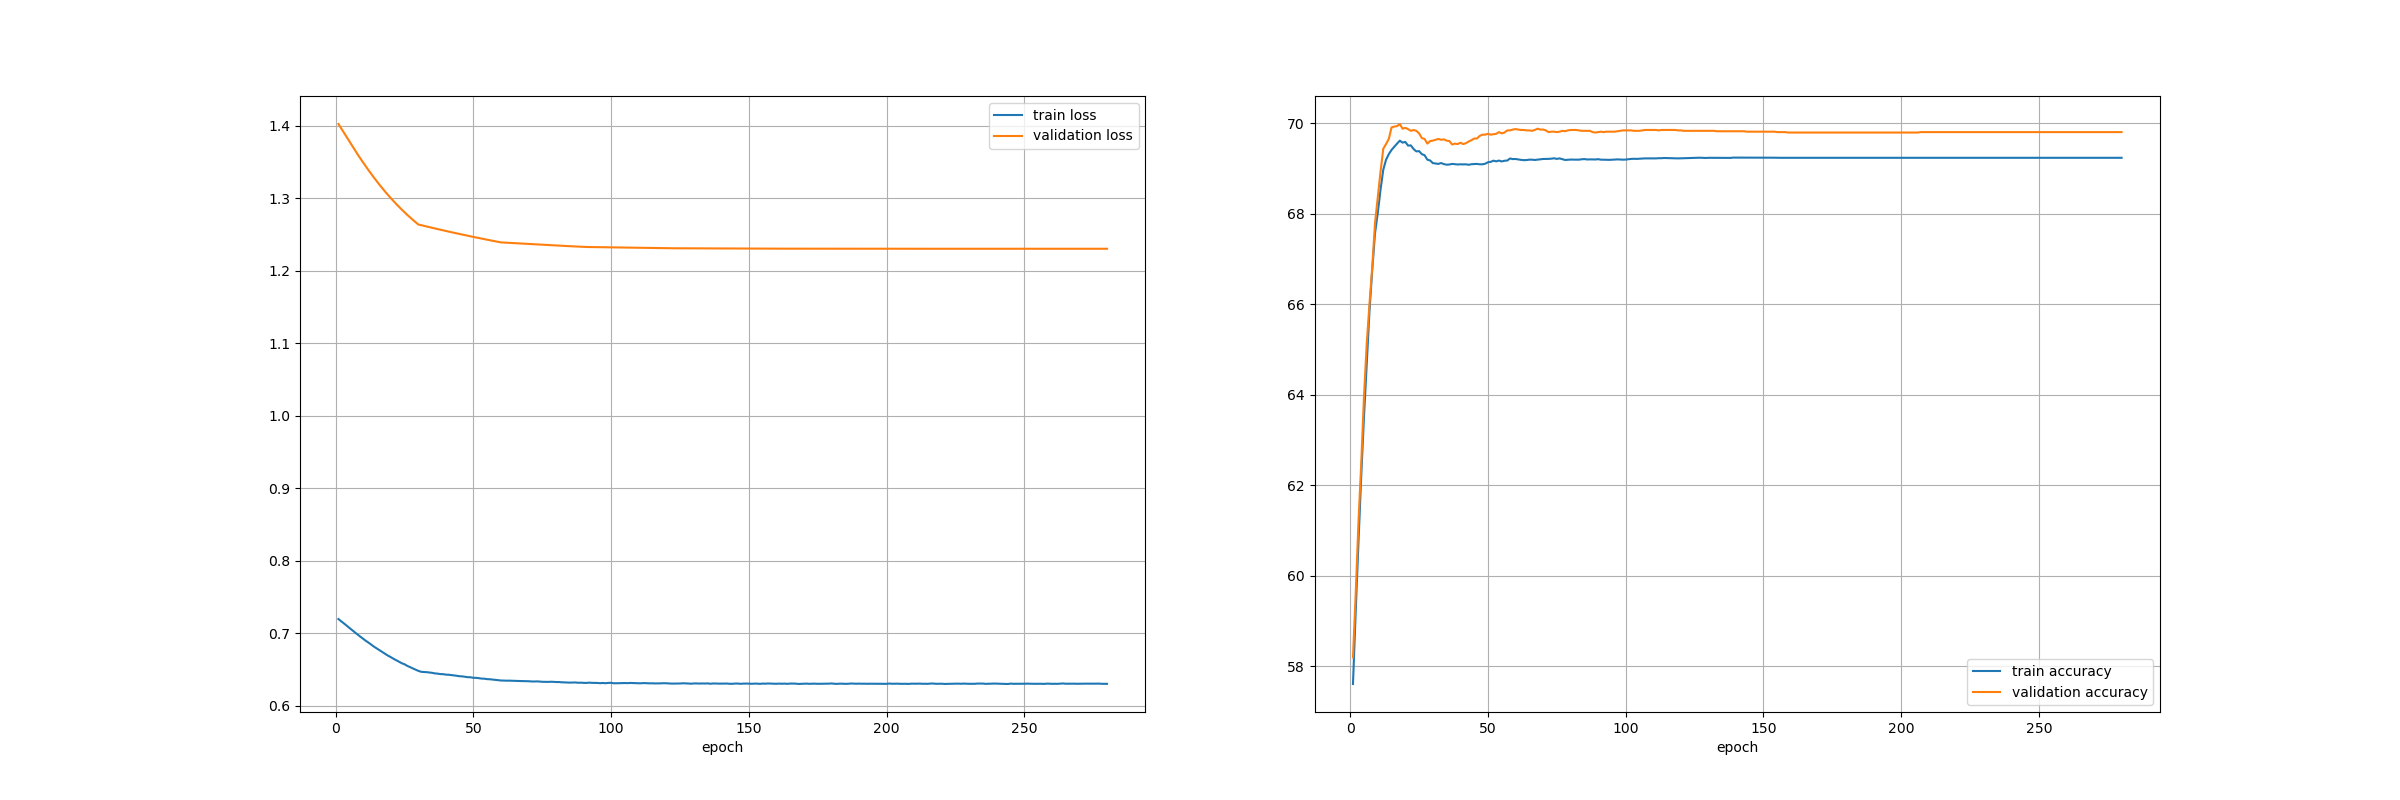 train loss
validation loss
1.4
1.3
1.2
1.1
1.0
0.9
0.8
0.7
0.6
0 50 100 150 200 250
epoch
70
68
66
64
62
60
58
train accuracy
validation accuracy
0 50 100 150 200 250
epoch